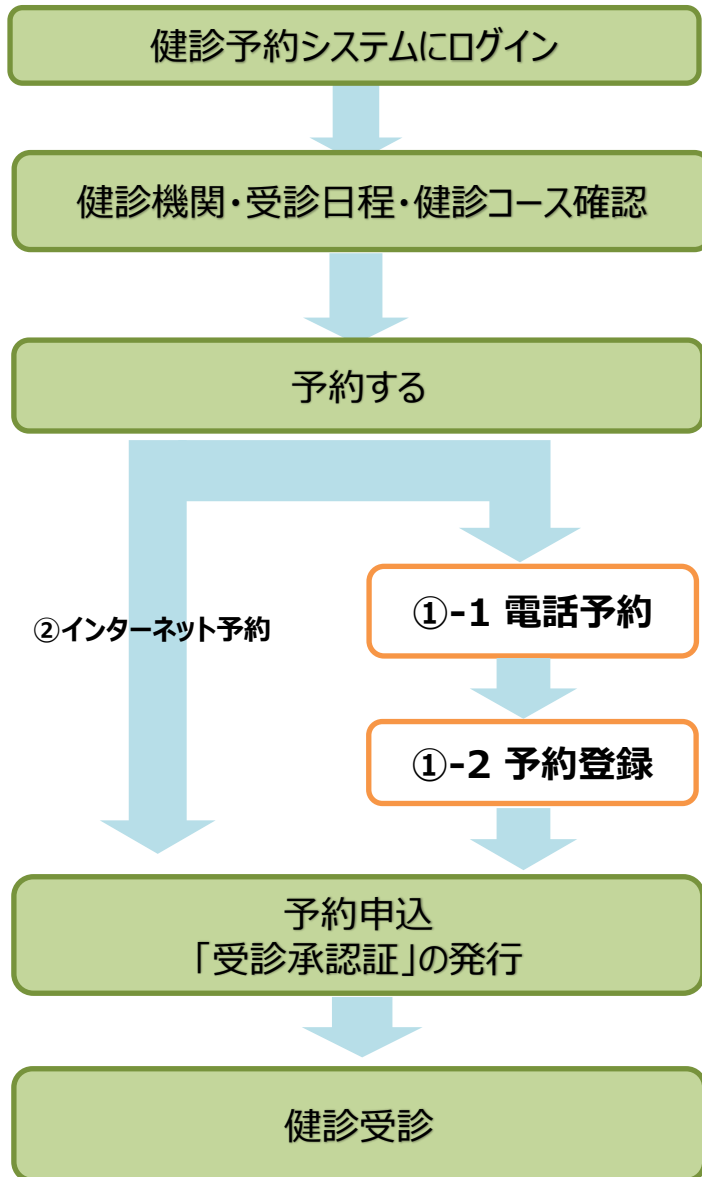 健診予約システムにログイン
健診機関・受診日程・健診コース確認
予約する
②インターネット予約
①-1 電話予約
①-2 予約登録
予約申込
「受診承認証」の発行
健診受診